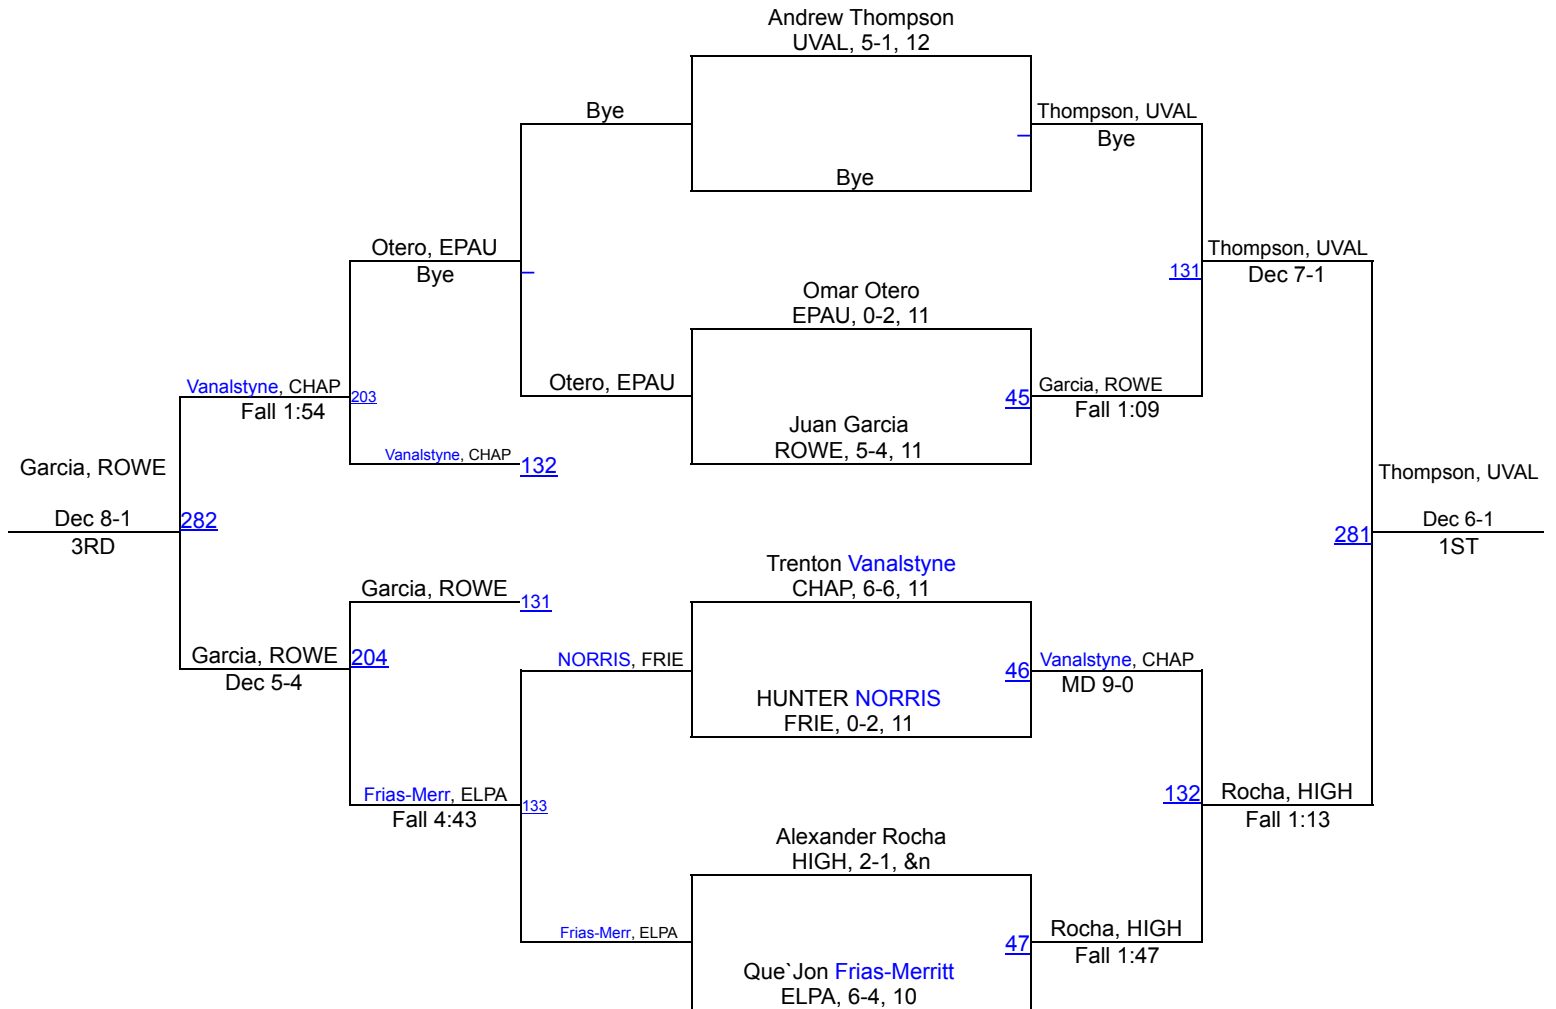 Andrew Thompson
UVAL, 5-1, 12
Bye
Thompson, UVAL
–
Bye
Bye
Otero, EPAU
Thompson, UVAL
Bye
–
131
Dec 7-1
Omar Otero
EPAU, 0-2, 11
Vanalstyne, CHAP
203
Otero, EPAU
45
Garcia, ROWE
Fall 1:54
Fall 1:09
Juan Garcia
ROWE, 5-4, 11
Vanalstyne, CHAP
132
Garcia, ROWE
Thompson, UVAL
Dec 8-1
282
281
Dec 6-1
3RD
1ST
Trenton Vanalstyne
CHAP, 6-6, 11
Garcia, ROWE
131
Garcia, ROWE
204
NORRIS, FRIE
46
Vanalstyne, CHAP
Dec 5-4
MD 9-0
HUNTER NORRIS
FRIE, 0-2, 11
Frias-Merr, ELPA
133
132
Rocha, HIGH
Fall 4:43
Fall 1:13
Alexander Rocha
HIGH, 2-1, &n
Frias-Merr, ELPA
47
Rocha, HIGH
Fall 1:47
Que`Jon Frias-Merritt
ELPA, 6-4, 10